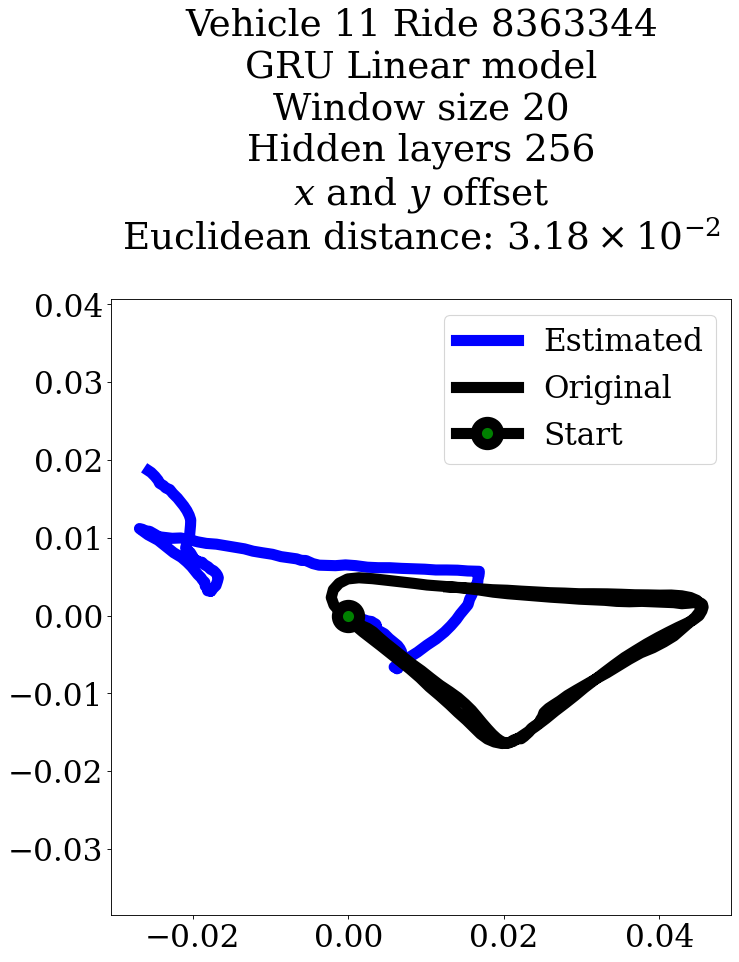 Vehicle 11 Ride 8363344
GRU Linear model
Window size 20
Hidden layers 256
x and y offset
Euclidean distance: 3.18 × 10⁻²
Estimated
Original
Start
0.04
0.03
0.02
0.01
0.00
−0.01
−0.02
−0.03
−0.02 0.00 0.02 0.04